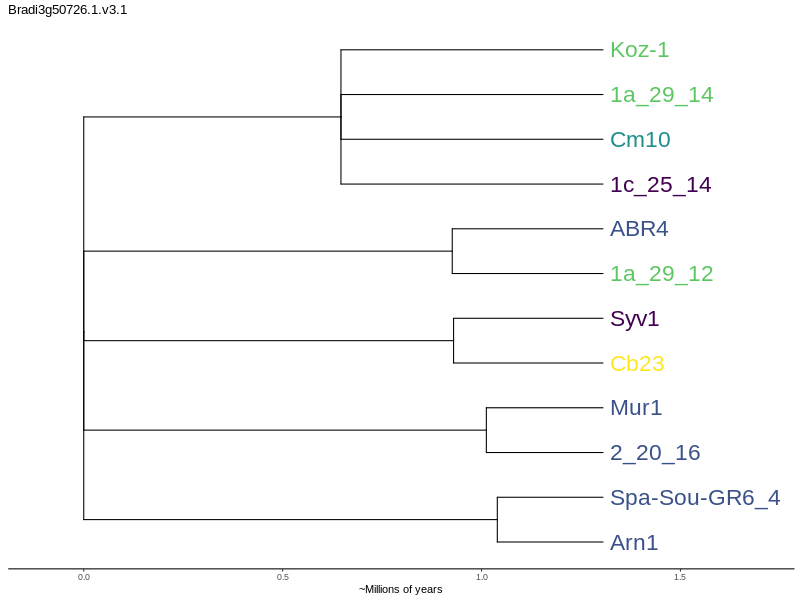 Bradi3g50726.1.v3.1
Koz-1
1a_29_14
Cm10
1c_25_14
ABR4
1a_29_12
Syv1
Cb23
Mur1
2_20_16
Spa-Sou-GR6_4
Arn1
0.0 0.5 1.0 1.5
~Millions of years